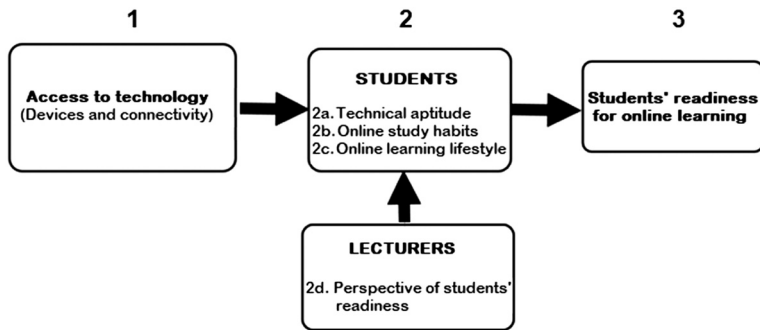 1
2
3
Access to technology
(Devices and connectivity)
STUDENTS
2a. Technical aptitude
2b. Online study habits
2c. Online learning lifestyle
Students' readiness
for online learning
LECTURERS
2d. Perspective of students'
readiness